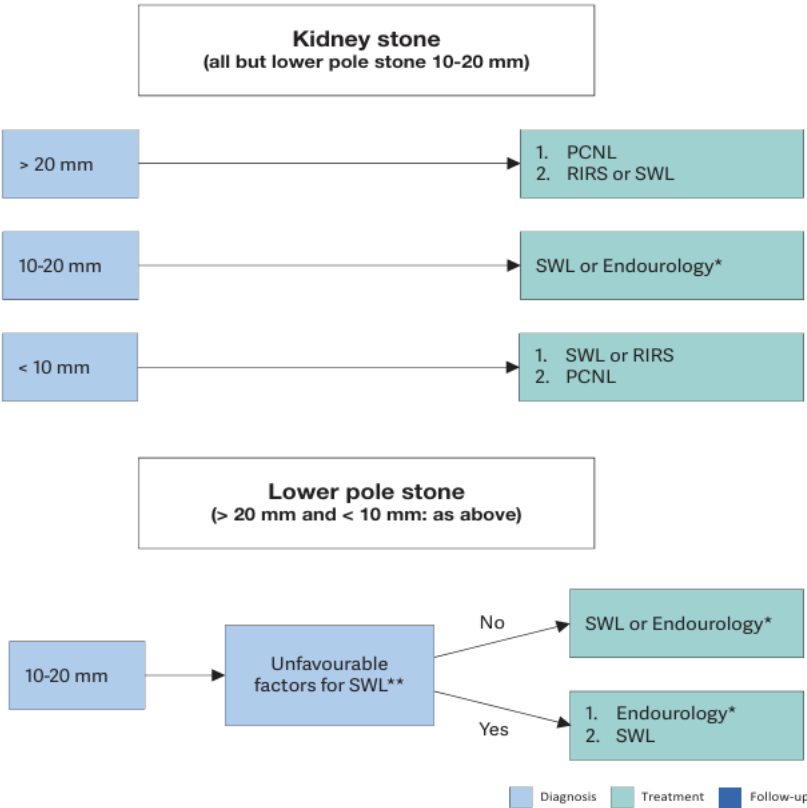 Kidney stone
(all but lower pole stone 10-20 mm)
> 20 mm
1. PCNL
2. RIRS or SWL
10-20 mm
SWL or Endourology*
< 10 mm
1. SWL or RIRS
2. PCNL
Lower pole stone
(> 20 mm and < 10 mm: as above)
10-20 mm
Unfavourable
factors for SWL**
No
SWL or Endourology*
Yes
1. Endourology*
2. SWL
Diagnosis
Treatment
Follow-up